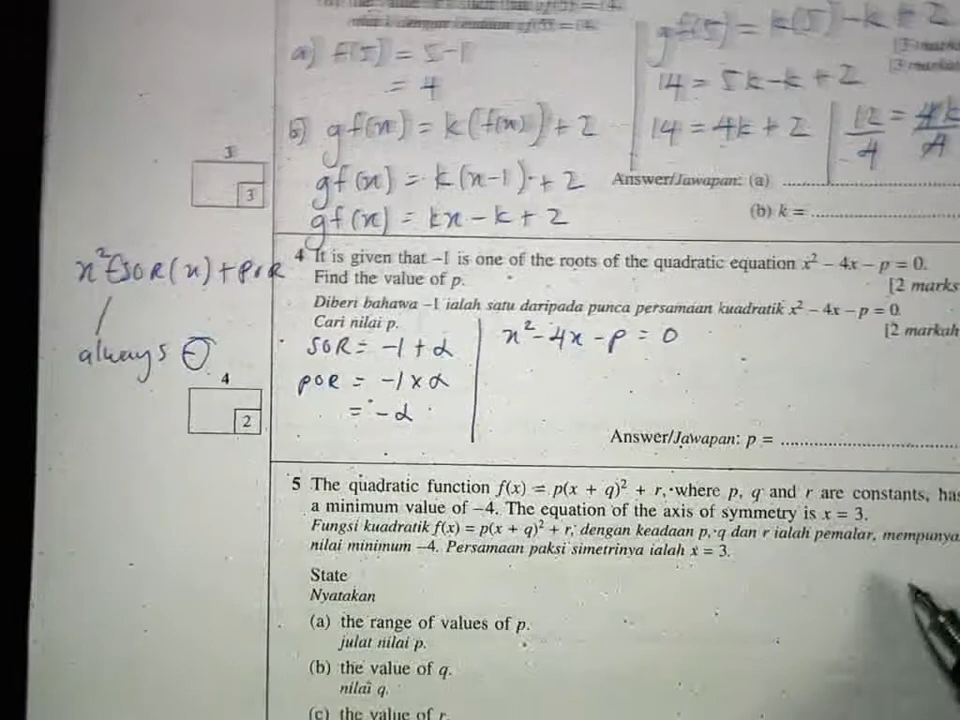 a) f(5) = 5-1
= 4
b) gf(x) = k(f(x)) + 2
gf(x) = k(x-1) + 2
gf(x) = kx - k + 2
gf(5) = k(5) - k + 2
[3 marks
[3 markah
14 = 5k - k + 2
14 = 4k + 2
12 = 4k
4 4
3
3
Answer/Jawapan: (a) ........................
(b) k = ........................
x² - SOR(x) + POR
always ⊖
4 It is given that –1 is one of the roots of the quadratic equation x² – 4x – p = 0.
Find the value of p.
[2 marks
Diberi bahawa –1 ialah satu daripada punca persamaan kuadratik x² – 4x – p = 0.
Cari nilai p.
[2 markah
SOR = -1 + α
POR = -1 × α
= -α
x² - 4x - p = 0
4
2
Answer/Jawapan: p = ........................
5 The quadratic function f(x) = p(x + q)² + r, where p, q and r are constants, has
a minimum value of –4. The equation of the axis of symmetry is x = 3.
Fungsi kuadratik f(x) = p(x + q)² + r, dengan keadaan p, q dan r ialah pemalar, mempunya
nilai minimum –4. Persamaan paksi simetrinya ialah x = 3.
State
Nyatakan
(a) the range of values of p.
julat nilai p.
(b) the value of q.
nilai q.
(c) the value of r.